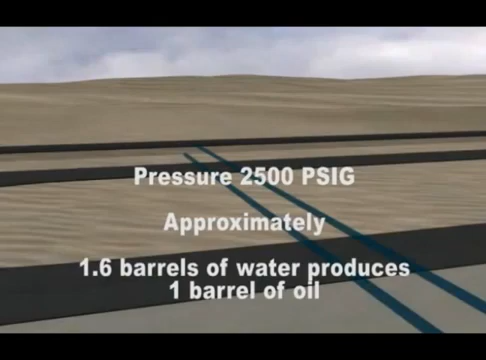 Pressure 2500 PSIG
Approximately
1.6 barrels of water produces
1 barrel of oil